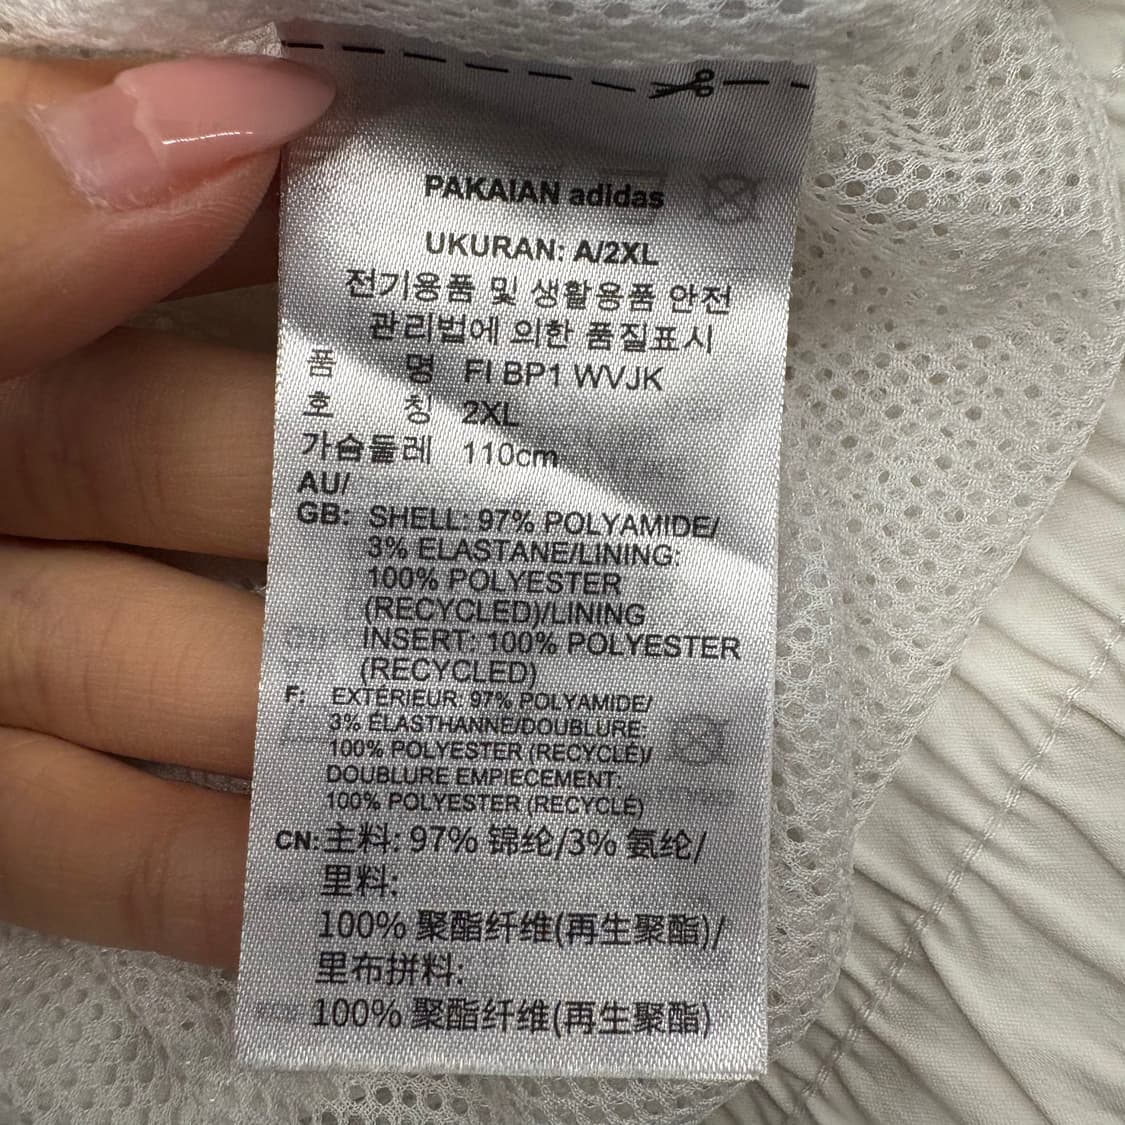 PAKAIAN adidas
UKURAN: A/2XL
전기용품 및 생활용품 안전
관리법에 의한 품질표시
품 명 FI BP1 WVJK
호 칭 2XL
가슴둘레 110cm
AU/
GB: SHELL: 97% POLYAMIDE/
3% ELASTANE/LINING:
100% POLYESTER
(RECYCLED)/LINING
INSERT: 100% POLYESTER
(RECYCLED)
F: EXTÉRIEUR: 97% POLYAMIDE/
3% ÉLASTHANNE/DOUBLURE:
100% POLYESTER (RECYCLÉ)/
DOUBLURE EMPIECEMENT:
100% POLYESTER (RECYCLÉ)
CN: 主料: 97% 锦纶/3% 氨纶/
里料:
100% 聚酯纤维(再生聚酯)/
里布拼料:
100% 聚酯纤维(再生聚酯)